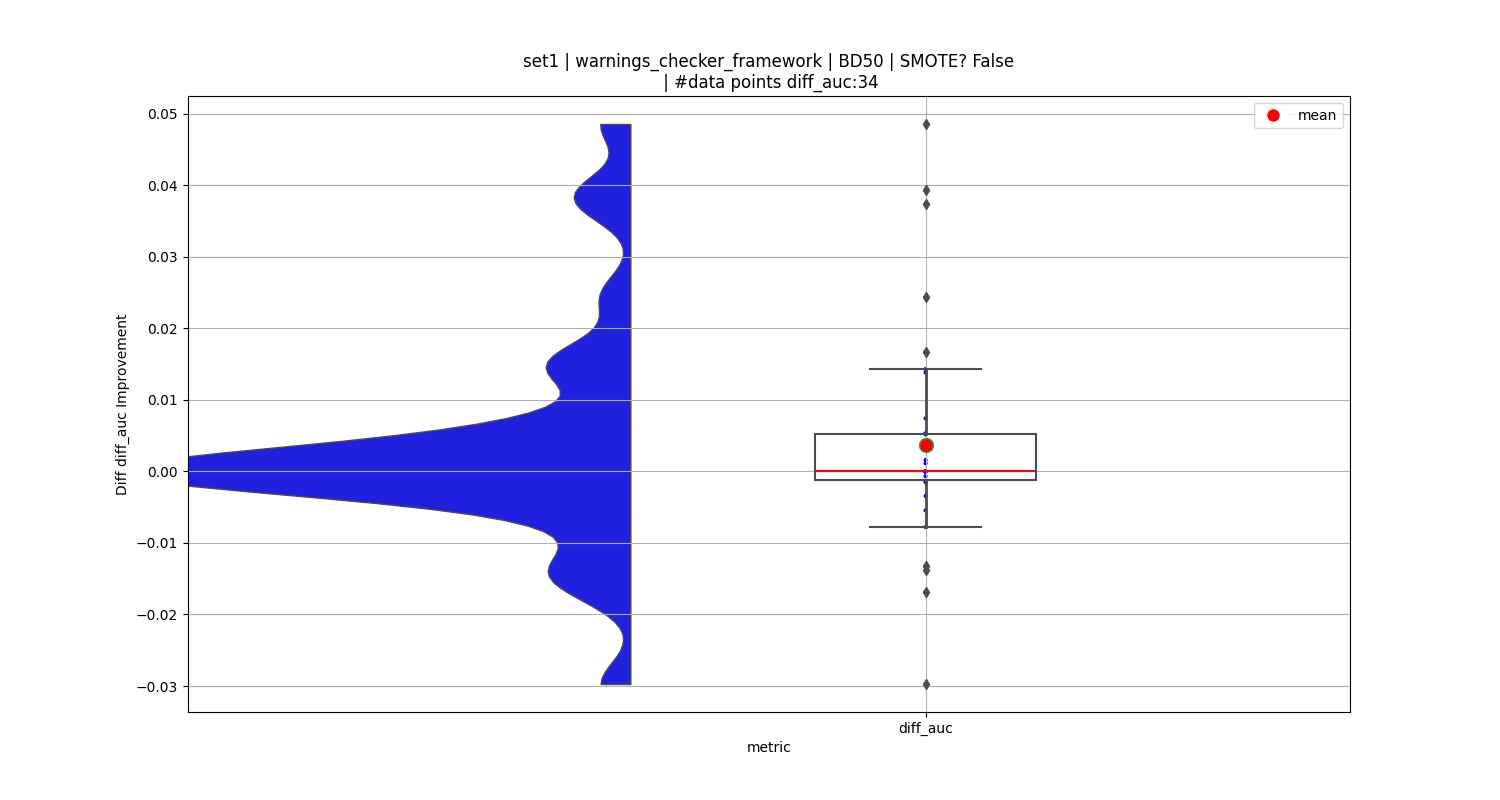 set1 | warnings_checker_framework | BD50 | SMOTE? False
| #data points diff_auc:34
mean
0.05
0.04
0.03
0.02
0.01
0.00
−0.01
−0.02
−0.03
Diff diff_auc Improvement
diff_auc
metric